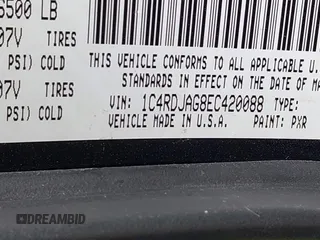 6500 LB
07V TIRES
PSI) COLD
07V TIRES
PSI) COLD
THIS VEHICLE CONFORMS TO ALL APPLICABLE U.
STANDARDS IN EFFECT ON THE DATE OF MA
VIN: 1C4RDJAG8EC420088 TYPE:
VEHICLE MADE IN U.S.A. PAINT: PXR
DREAMBID